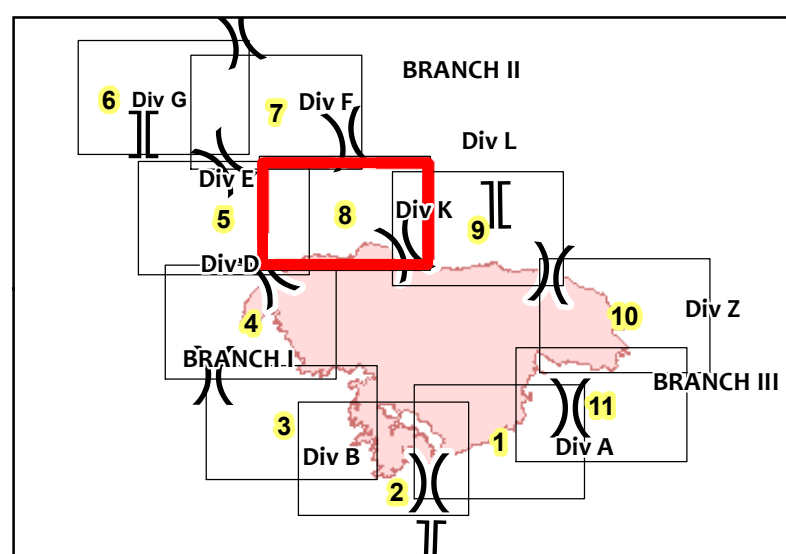 BRANCH II
6
Div G
7
Div F
Div L
Div E
5
8
Div K
9
Div D
4
10
Div Z
BRANCH I
BRANCH III
3
11
1
Div A
Div B
2